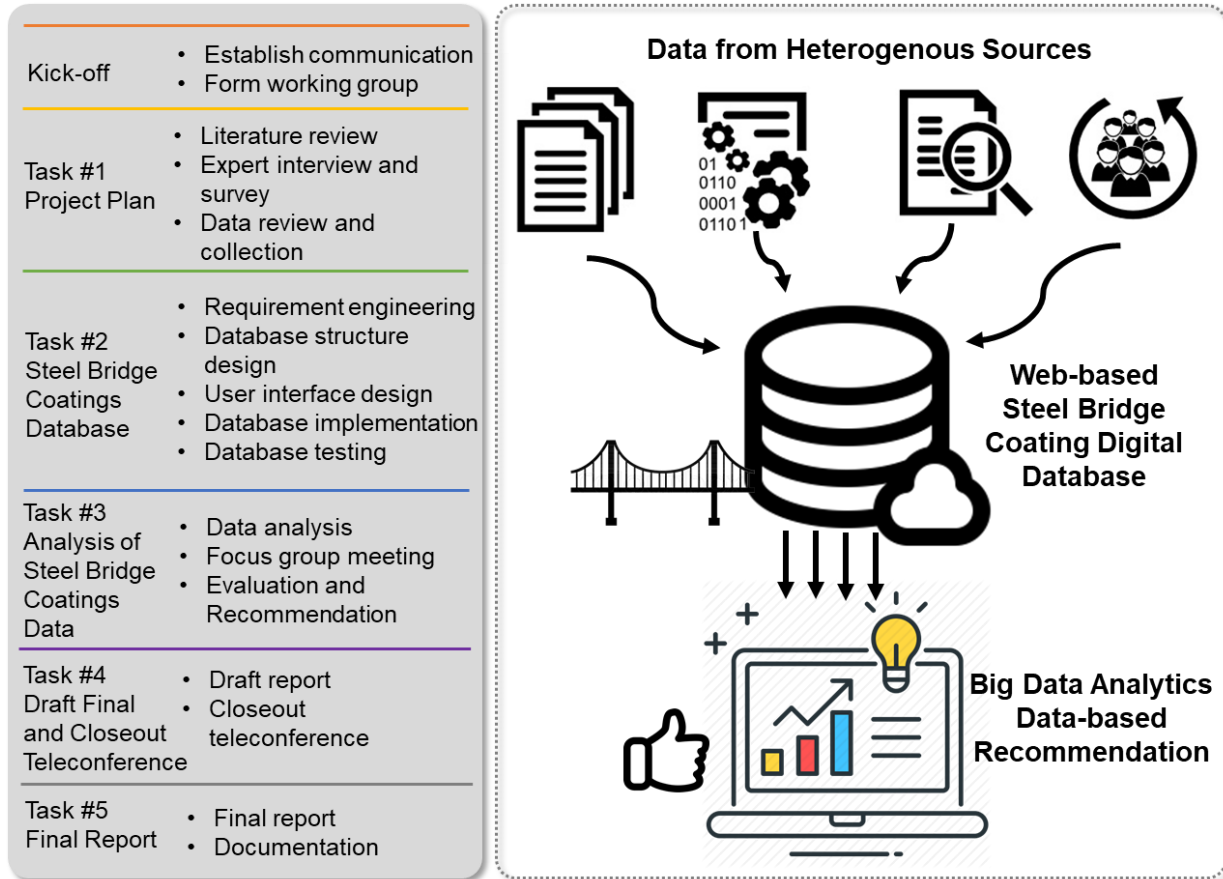 Kick-off
• Establish communication
• Form working group
Task #1
Project Plan
• Literature review
• Expert interview and
survey
• Data review and
collection
Task #2
Steel Bridge
Coatings
Database
• Requirement engineering
• Database structure
design
• User interface design
• Database implementation
• Database testing
Task #3
Analysis of
Steel Bridge
Coatings
Data
• Data analysis
• Focus group meeting
• Evaluation and
Recommendation
Task #4
Draft Final
and Closeout
Teleconference
• Draft report
• Closeout
teleconference
Task #5
Final Report
• Final report
• Documentation
Data from Heterogenous Sources
01
0110
0001
0110 1
Web-based
Steel Bridge
Coating Digital
Database
Big Data Analytics
Data-based
Recommendation